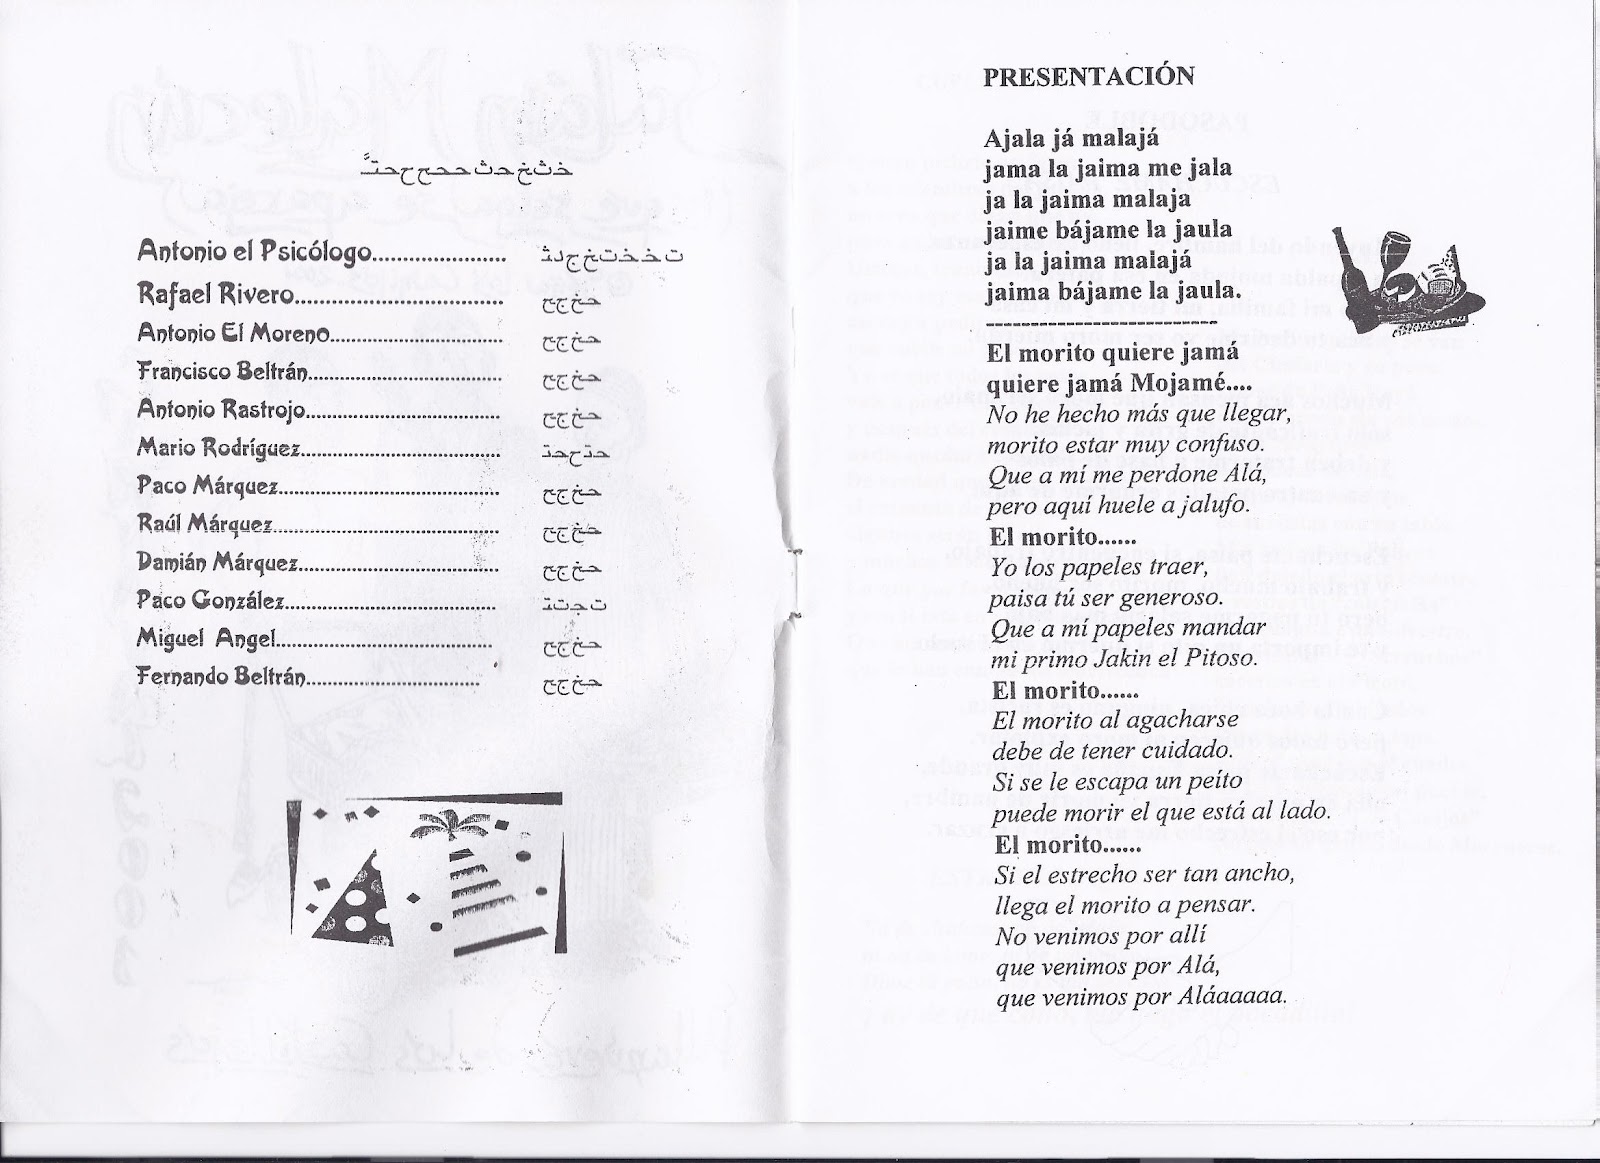 Antonio el Psicólogo......................
Rafael Rivero...................................
Antonio El Moreno.............................
Francisco Beltrán................................
Antonio Rastrojo.................................
Mario Rodríguez..................................
Paco Márquez......................................
Raúl Márquez.......................................
Damián Márquez..................................
Paco González....................................
Miguel Angel.....................................
Fernando Beltrán.............................
PRESENTACIÓN
Ajala já malajá
jama la jaima me jala
ja la jaima malaja
jaime bájame la jaula
ja la jaima malajá
jaima bájame la jaula.
----------------------------
El morito quiere jamá
quiere jamá Mojamé....
No he hecho más que llegar,
morito estar muy confuso.
Que a mí me perdone Alá,
pero aquí huele a jalufo.
El morito......
Yo los papeles traer,
paisa tú ser generoso.
Que a mí papeles mandar
mi primo Jakin el Pitoso.
El morito......
El morito al agacharse
debe de tener cuidado.
Si se le escapa un peíto
puede morir el que está al lado.
El morito......
Si el estrecho ser tan ancho,
llega el morito a pensar.
No venimos por allí
que venimos por Alá,
que venimos por Aláaaaaa.